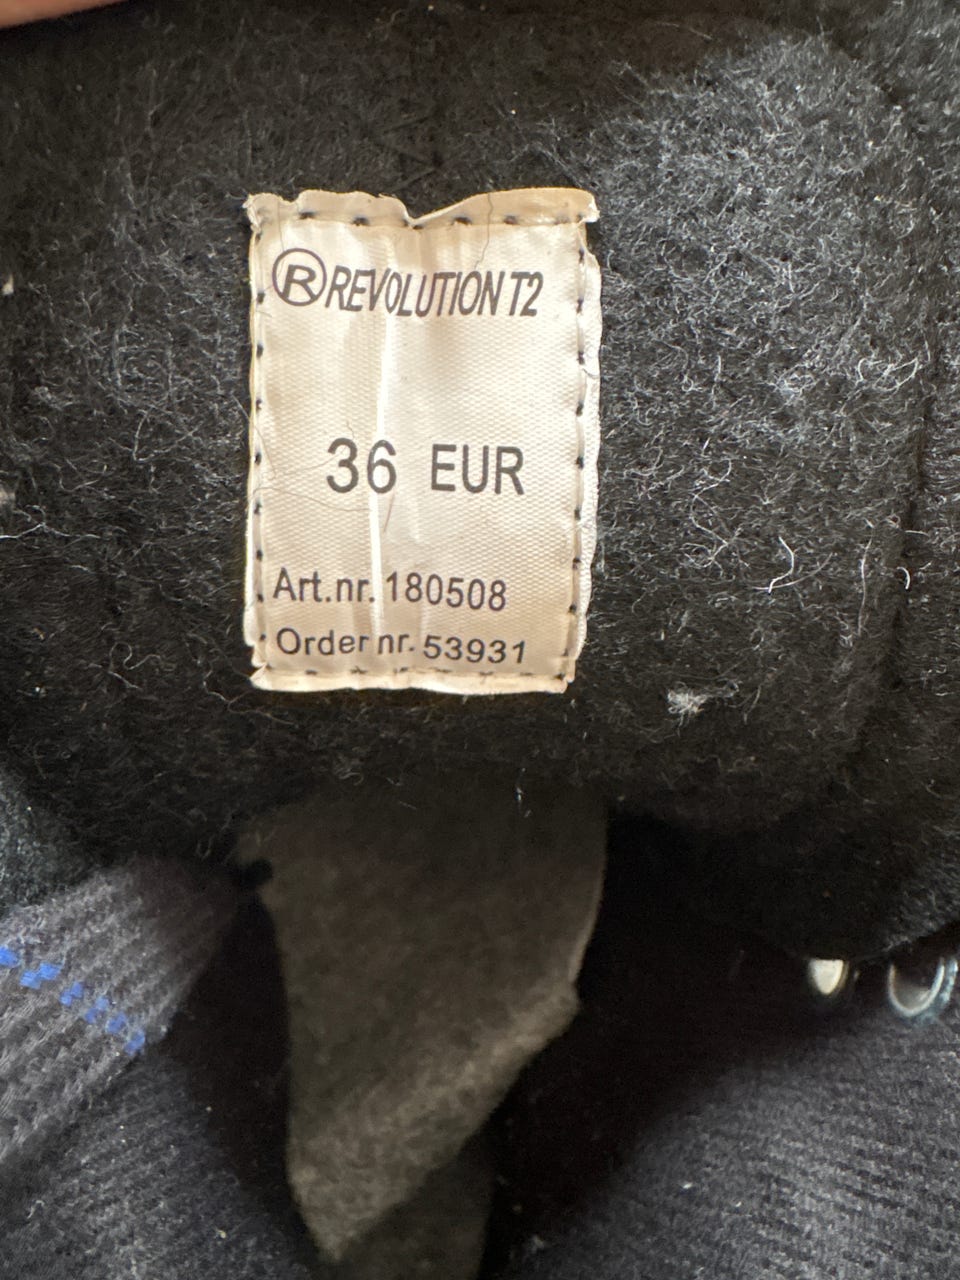 ® REVOLUTION T2
36 EUR
Art.nr. 180508
Order nr. 53931